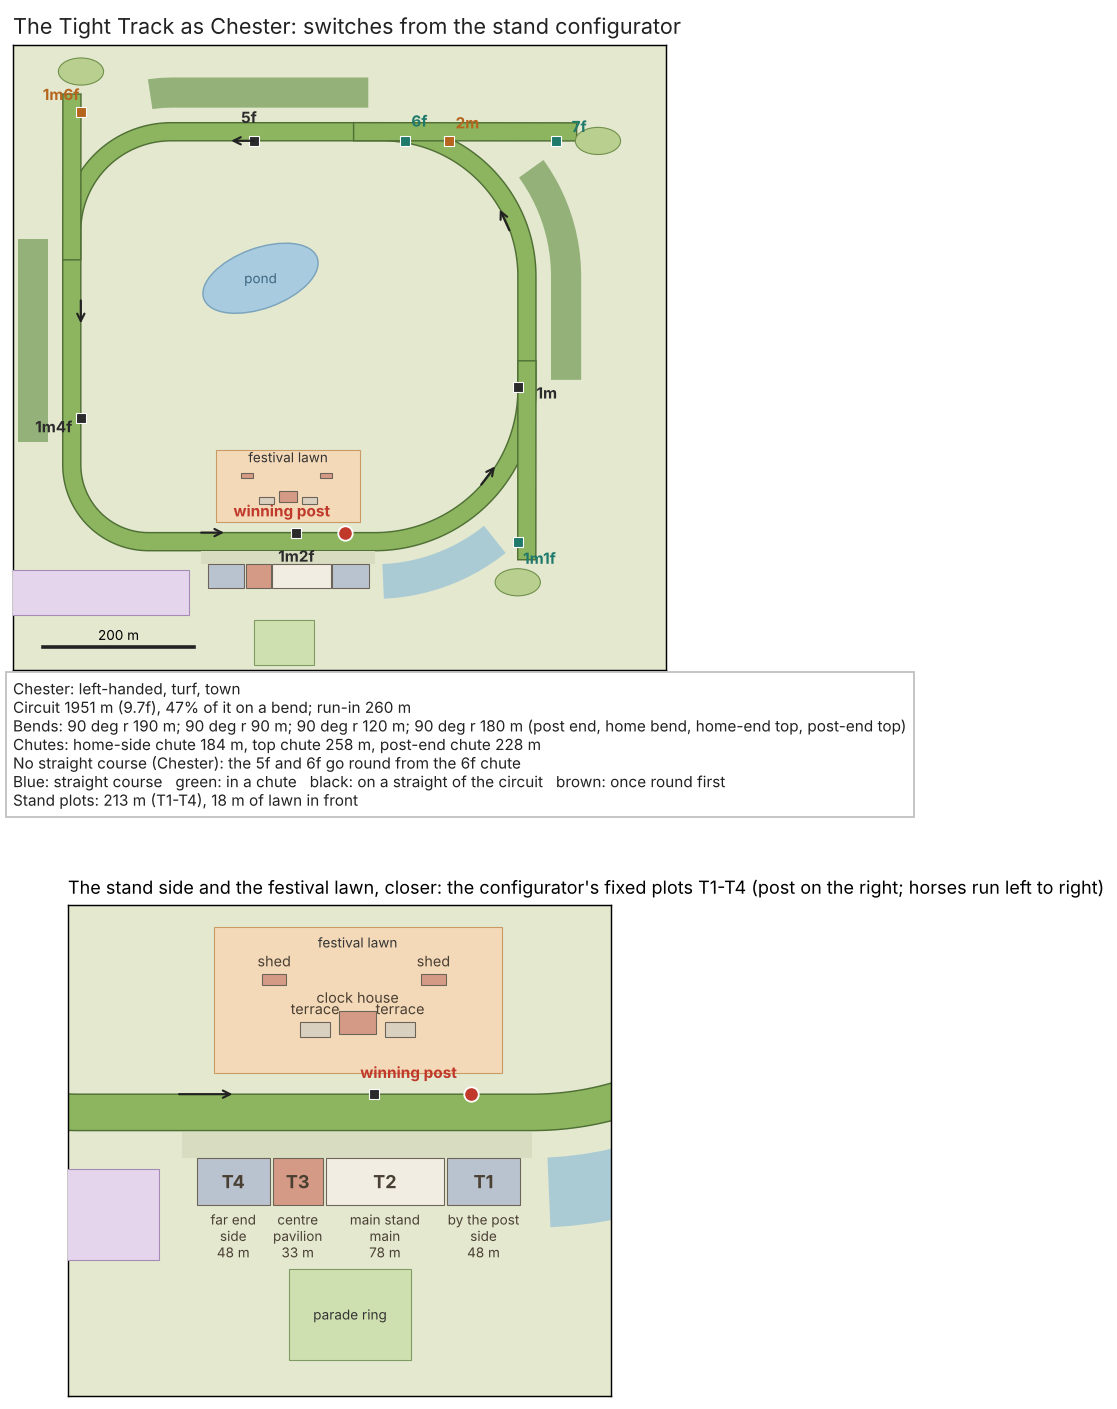 The Tight Track as Chester: switches from the stand configurator
1m6f
5f
6f
2m
7f
pond
1m
1m4f
festival lawn
winning post
1m2f
1m1f
200 m
Chester: left-handed, turf, town
Circuit 1951 m (9.7f), 47% of it on a bend; run-in 260 m
Bends: 90 deg r 190 m; 90 deg r 90 m; 90 deg r 120 m; 90 deg r 180 m (post end, home bend, home-end top, post-end top)
Chutes: home-side chute 184 m, top chute 258 m, post-end chute 228 m
No straight course (Chester): the 5f and 6f go round from the 6f chute
Blue: straight course green: in a chute black: on a straight of the circuit brown: once round first
Stand plots: 213 m (T1-T4), 18 m of lawn in front
The stand side and the festival lawn, closer: the configurator's fixed plots T1-T4 (post on the right; horses run left to right)
festival lawn
shed shed
clock house
terrace terrace
winning post
T4 T3 T2 T1
far end centre main stand by the post
side pavilion main side
48 m 33 m 78 m 48 m
parade ring